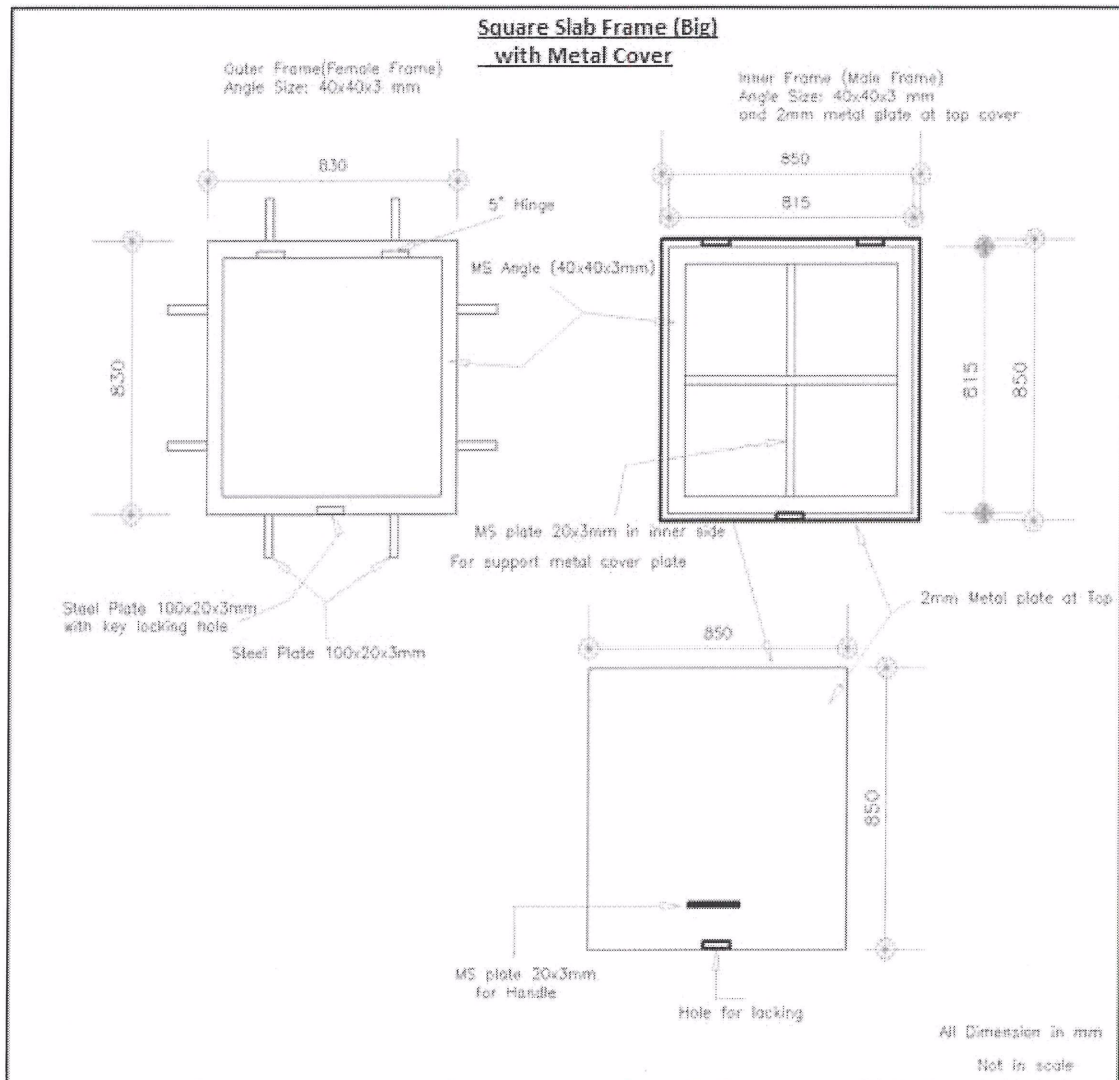 Square Slab Frame (Big)
with Metal Cover
Outer Frame(Female Frame)
Angle Size: 40x40x3 mm
Inner Frame (Male Frame)
Angle Size: 40x40x3 mm
and 2mm metal plate at top cover
830
850
815
5" Hinge
MS Angle (40x40x3mm)
830
815
850
MS plate 20x3mm in inner side
For support metal cover plate
Steel Plate 100x20x3mm
with key locking hole
Steel Plate 100x20x3mm
2mm Metal plate at Top
850
850
MS plate 20x3mm
for Handle
Hole for locking
All Dimension in mm
Not in scale